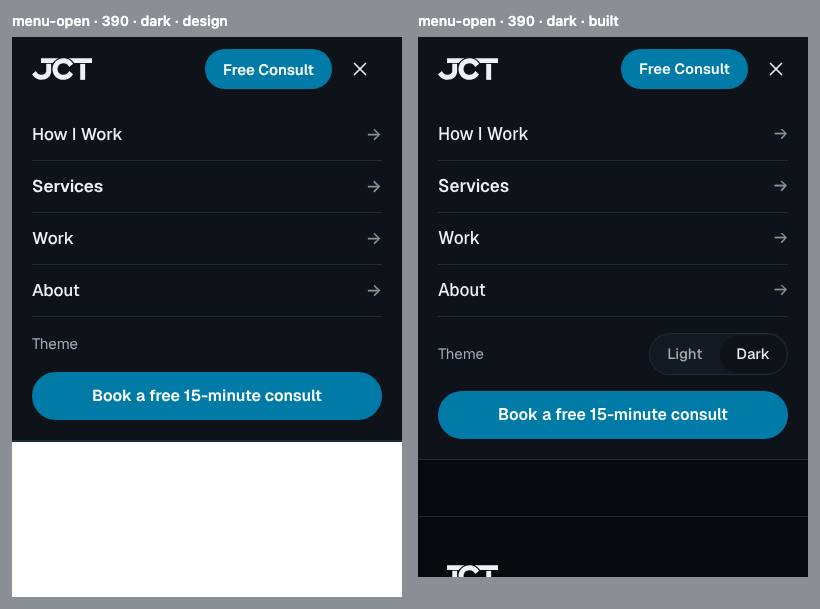 menu-open · 390 · dark · design
JCT
Free Consult
How I Work
Services
Work
About
Theme
Book a free 15-minute consult
menu-open · 390 · dark · built
JCT
Free Consult
How I Work
Services
Work
About
Theme
Light
Dark
Book a free 15-minute consult
JCT